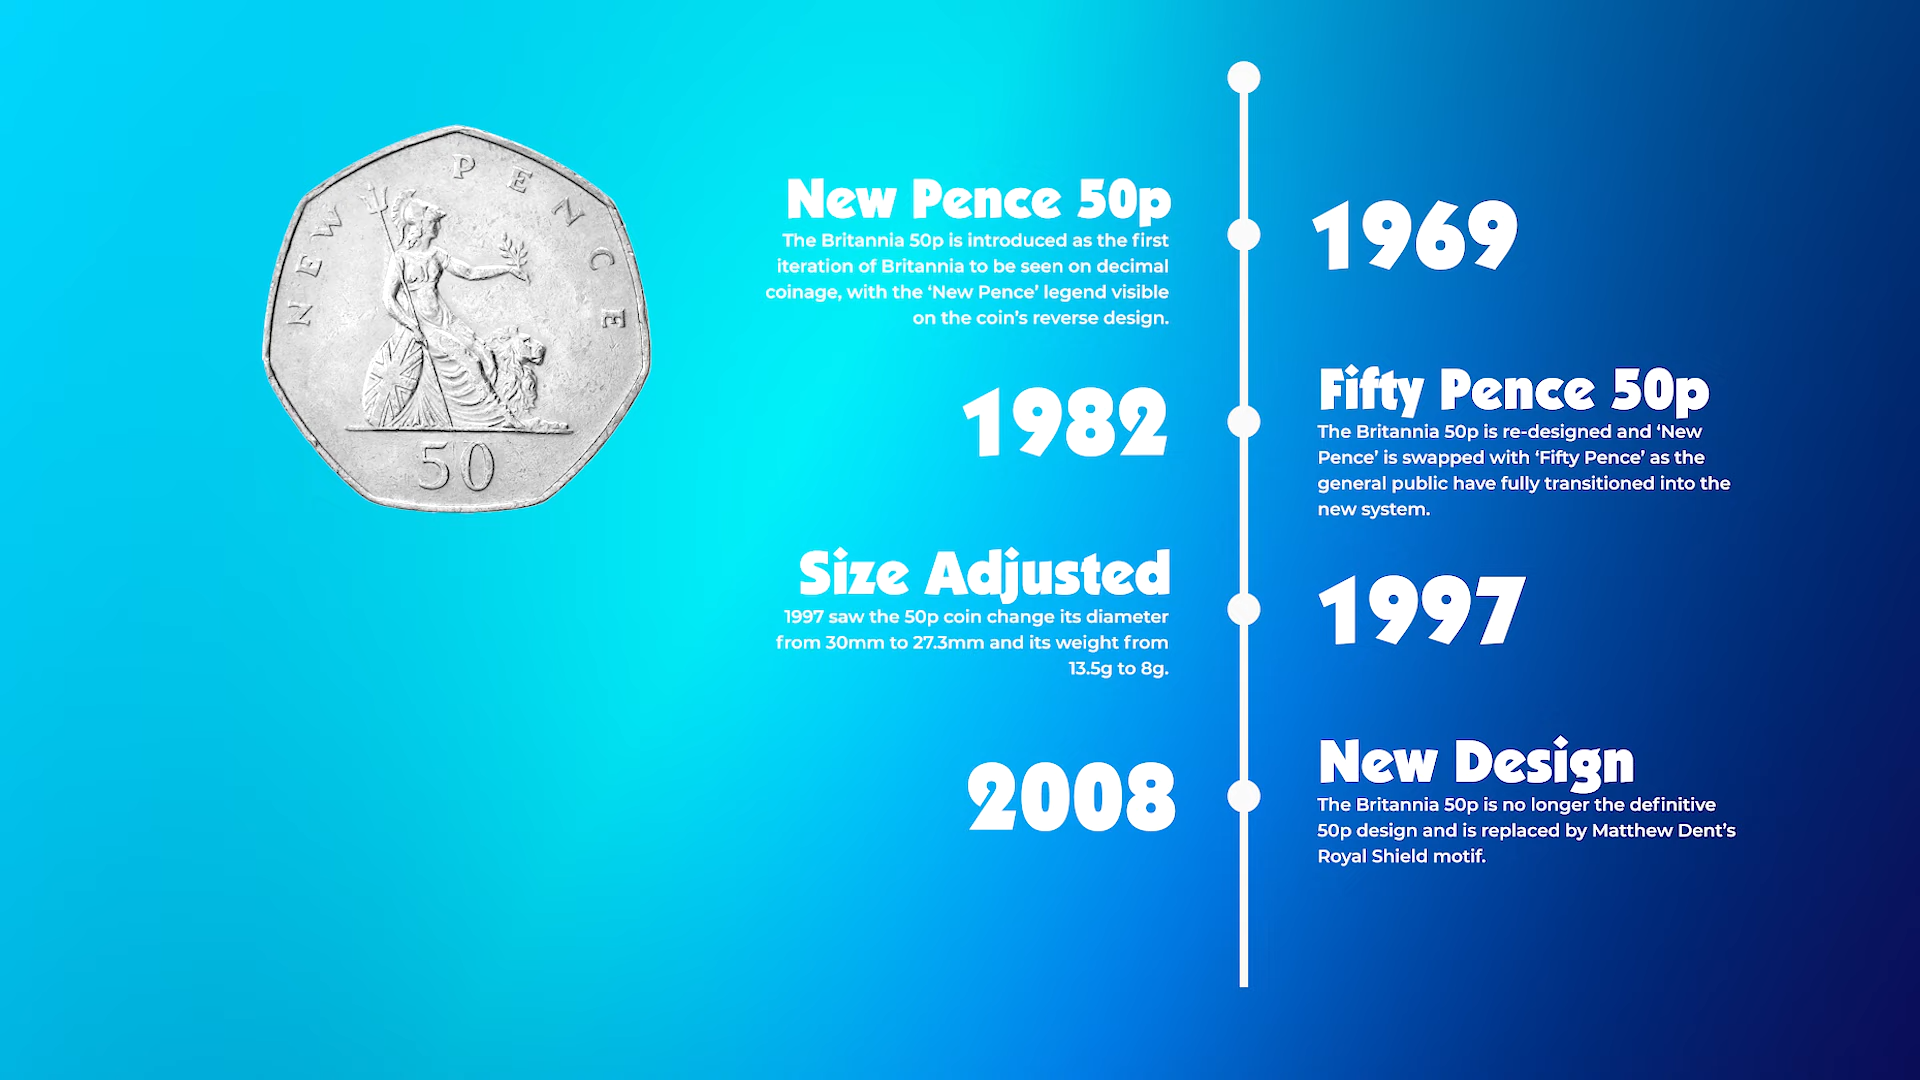 NEW PENCE
50
New Pence 50p
The Britannia 50p is introduced as the first
iteration of Britannia to be seen on decimal
coinage, with the ‘New Pence’ legend visible
on the coin’s reverse design.
1969
1982
Fifty Pence 50p
The Britannia 50p is re-designed and ‘New
Pence’ is swapped with ‘Fifty Pence’ as the
general public have fully transitioned into the
new system.
Size Adjusted
1997 saw the 50p coin change its diameter
from 30mm to 27.3mm and its weight from
13.5g to 8g.
1997
2008
New Design
The Britannia 50p is no longer the definitive
50p design and is replaced by Matthew Dent’s
Royal Shield motif.